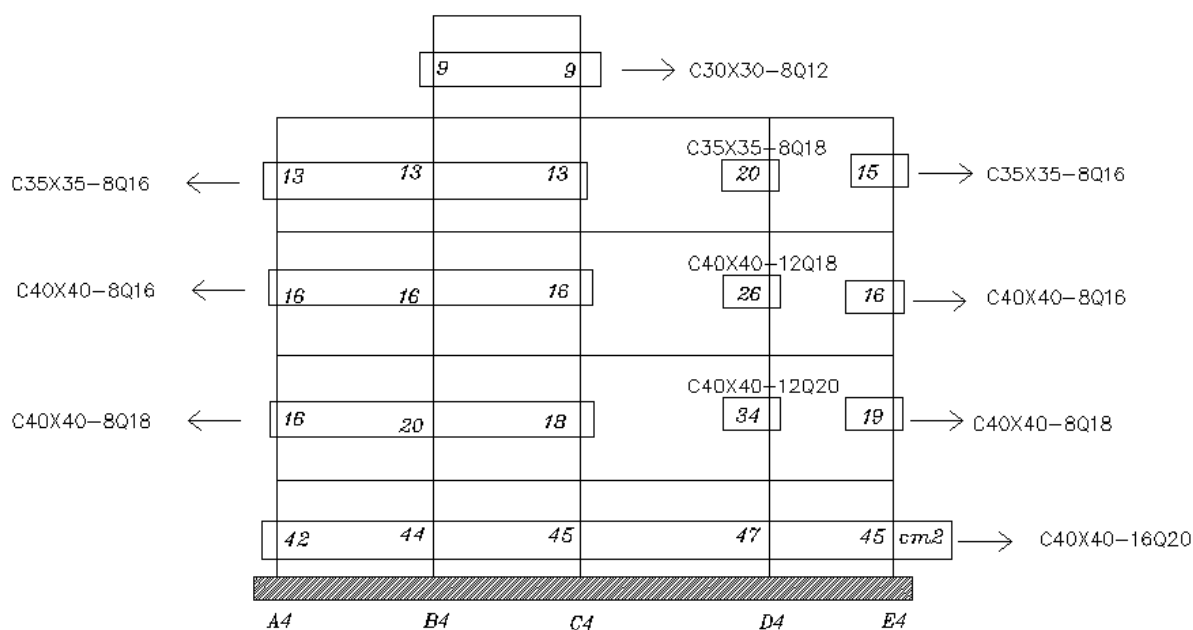 9 9 C30X30-8Q12
C35X35-8Q18
C35X35-8Q16 13 13 13 20 15 C35X35-8Q16
C40X40-12Q18
C40X40-8Q16 16 16 16 26 16 C40X40-8Q16
C40X40-12Q20
C40X40-8Q18 16 20 18 34 19 C40X40-8Q18
42 44 45 47 45 cm2 C40X40-16Q20
A4 B4 C4 D4 E4